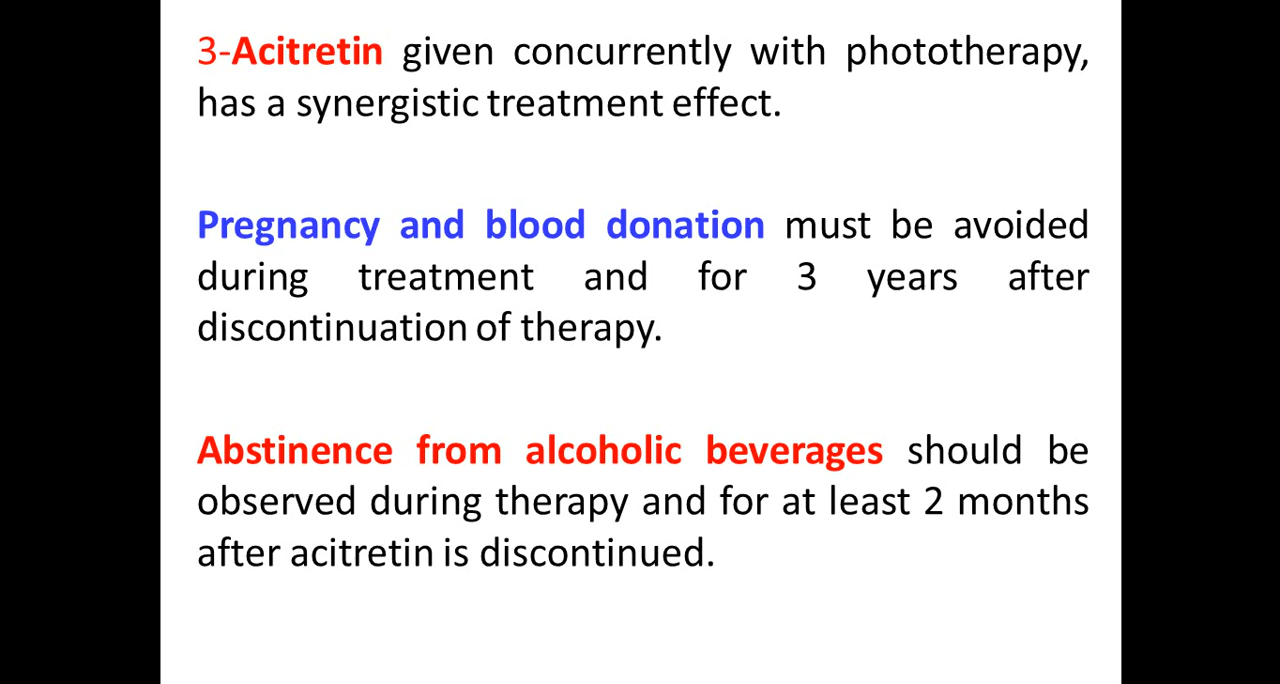 3-Acitretin given concurrently with phototherapy,
has a synergistic treatment effect.
Pregnancy and blood donation must be avoided
during treatment and for 3 years after
discontinuation of therapy.
Abstinence from alcoholic beverages should be
observed during therapy and for at least 2 months
after acitretin is discontinued.